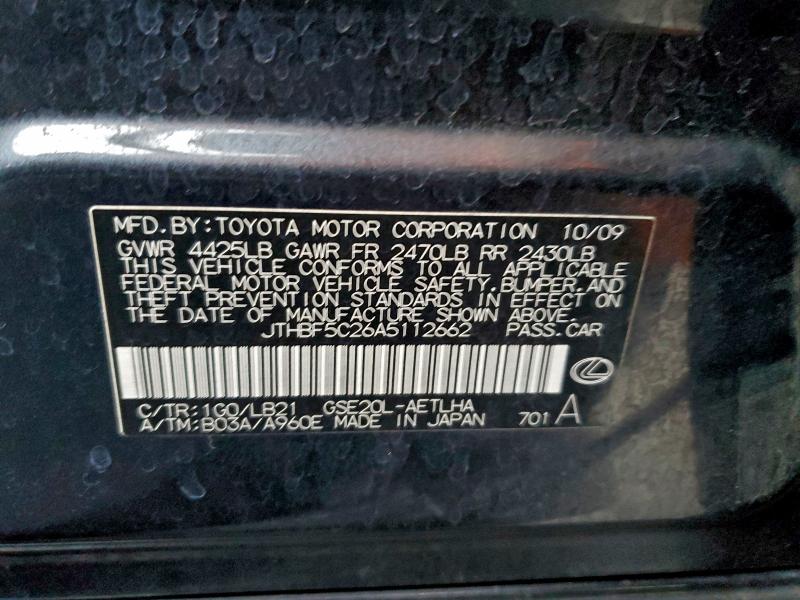 MFD.BY:TOYOTA MOTOR CORPORATION 10/09
GVWR 4425LB GAWR FR 2470LB RR 2430LB
THIS VEHICLE CONFORMS TO ALL APPLICABLE
FEDERAL MOTOR VEHICLE SAFETY.BUMPER,AND
THEFT PREVENTION STANDARDS IN EFFECT ON
THE DATE OF MANUFACTURE SHOWN ABOVE.
JTHBF5C26A5112662 PASS.CAR
C/TR:1G0/LB21 GSE20L-AETLHA
A/TM:B03A/A960E MADE IN JAPAN 701 A